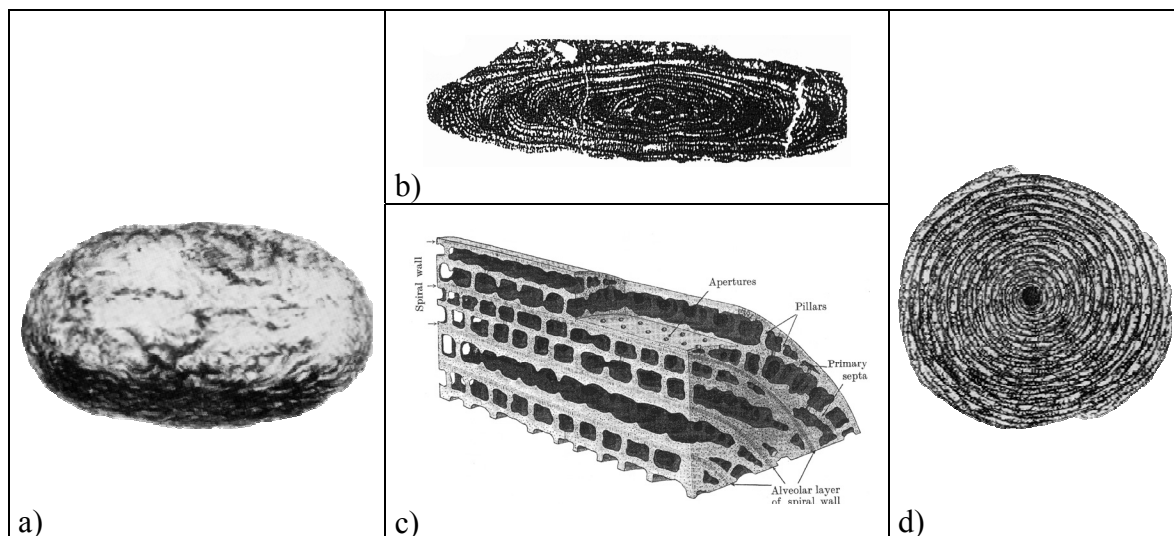 a)
b)
Spiral wall
Apertures
Pillars
Primary
septa
Alveolar layer
of spiral wall
c)
d)